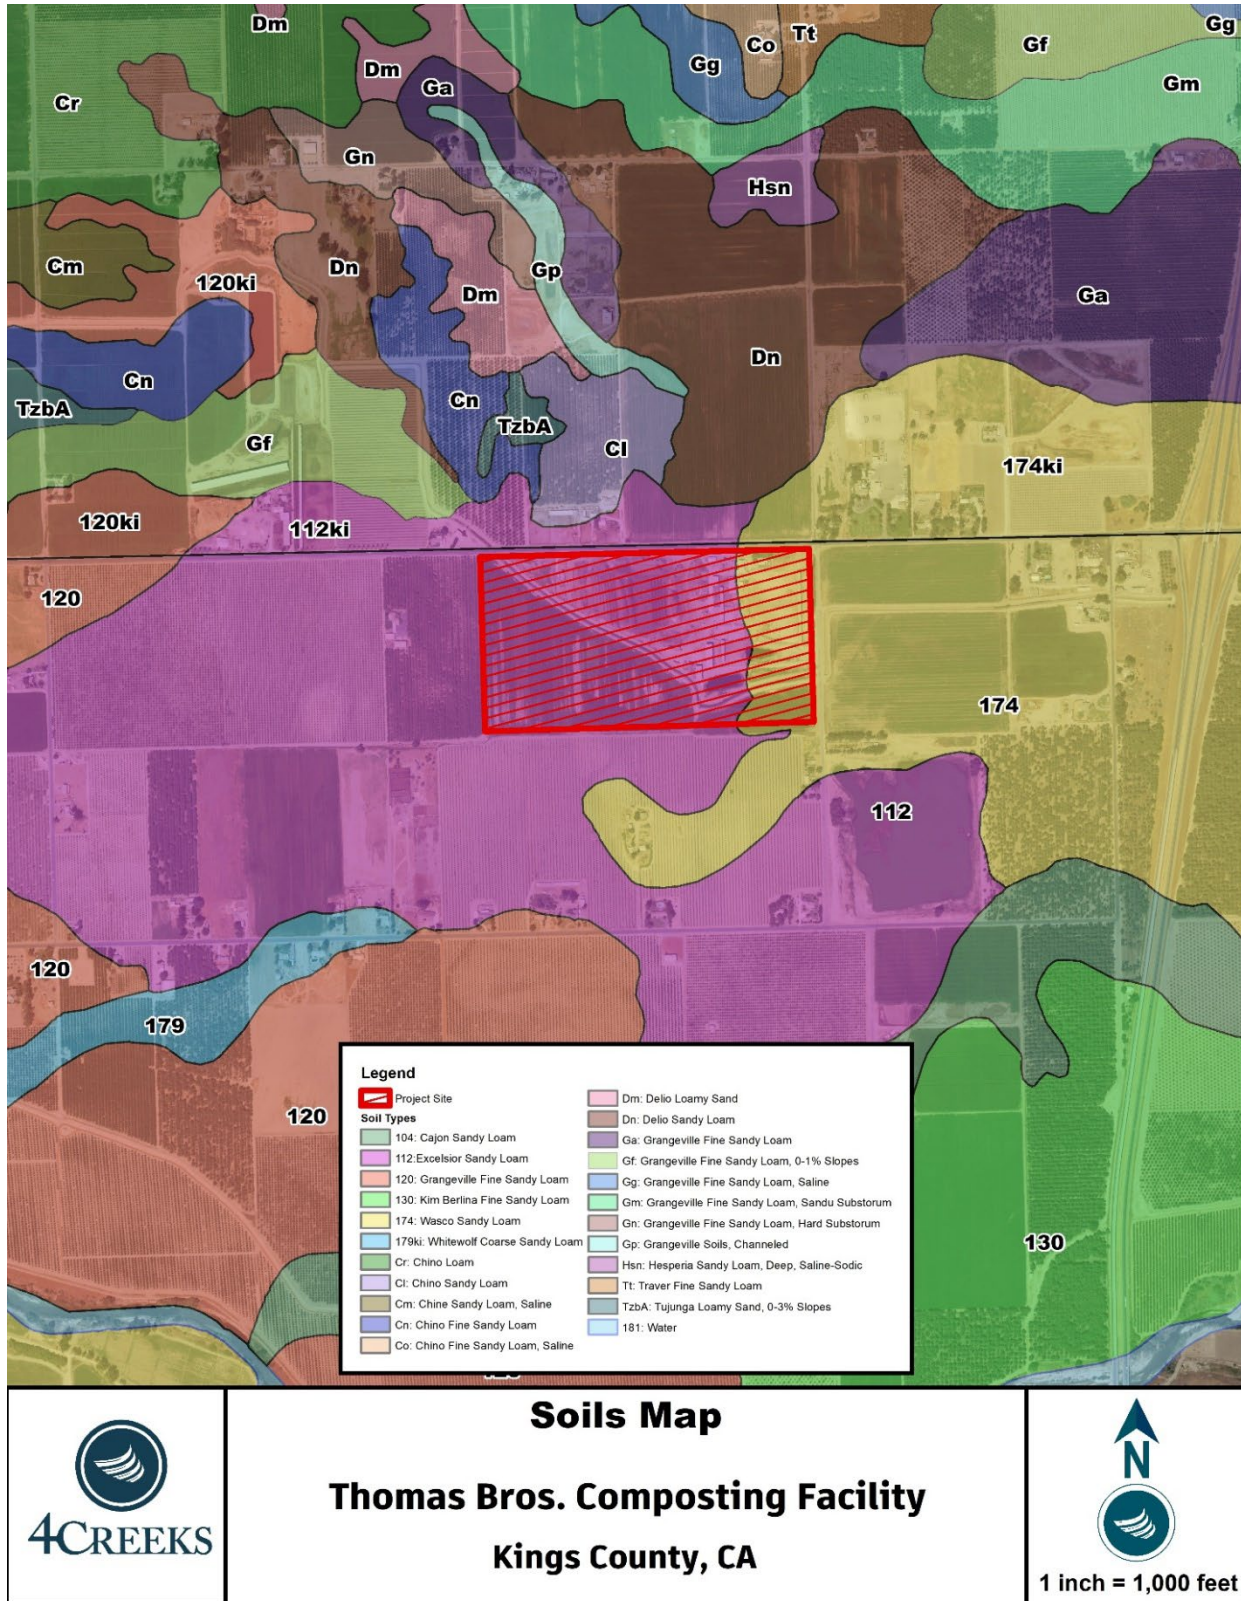 Dm
Co
Tt
Gg
Gf
Gg
Dm
Ga
Gm
Cr
Gn
Hsn
Cm
120ki
Dn
Gp
Dm
Ga
Cn
Dn
TzbA
Cn
TzbA
Gf
Cl
174ki
120ki
112ki
120
174
112
120
179
120
130
Legend
Project Site
Soil Types
104: Cajon Sandy Loam
112:Excelsior Sandy Loam
120: Grangeville Fine Sandy Loam
130: Kim Berlina Fine Sandy Loam
174: Wasco Sandy Loam
179ki: Whitewolf Coarse Sandy Loam
Cr: Chino Loam
Cl: Chino Sandy Loam
Cm: Chine Sandy Loam, Saline
Cn: Chino Fine Sandy Loam
Co: Chino Fine Sandy Loam, Saline
Dm: Delio Loamy Sand
Dn: Delio Sandy Loam
Ga: Grangeville Fine Sandy Loam
Gf: Grangeville Fine Sandy Loam, 0-1% Slopes
Gg: Grangeville Fine Sandy Loam, Saline
Gm: Grangeville Fine Sandy Loam, Sandu Substorum
Gn: Grangeville Fine Sandy Loam, Hard Substorum
Gp: Grangeville Soils, Channeled
Hsn: Hesperia Sandy Loam, Deep, Saline-Sodic
Tt: Traver Fine Sandy Loam
TzbA: Tujunga Loamy Sand, 0-3% Slopes
181: Water
4CREEKS
Soils Map
Thomas Bros. Composting Facility
Kings County, CA
N
1 inch = 1,000 feet